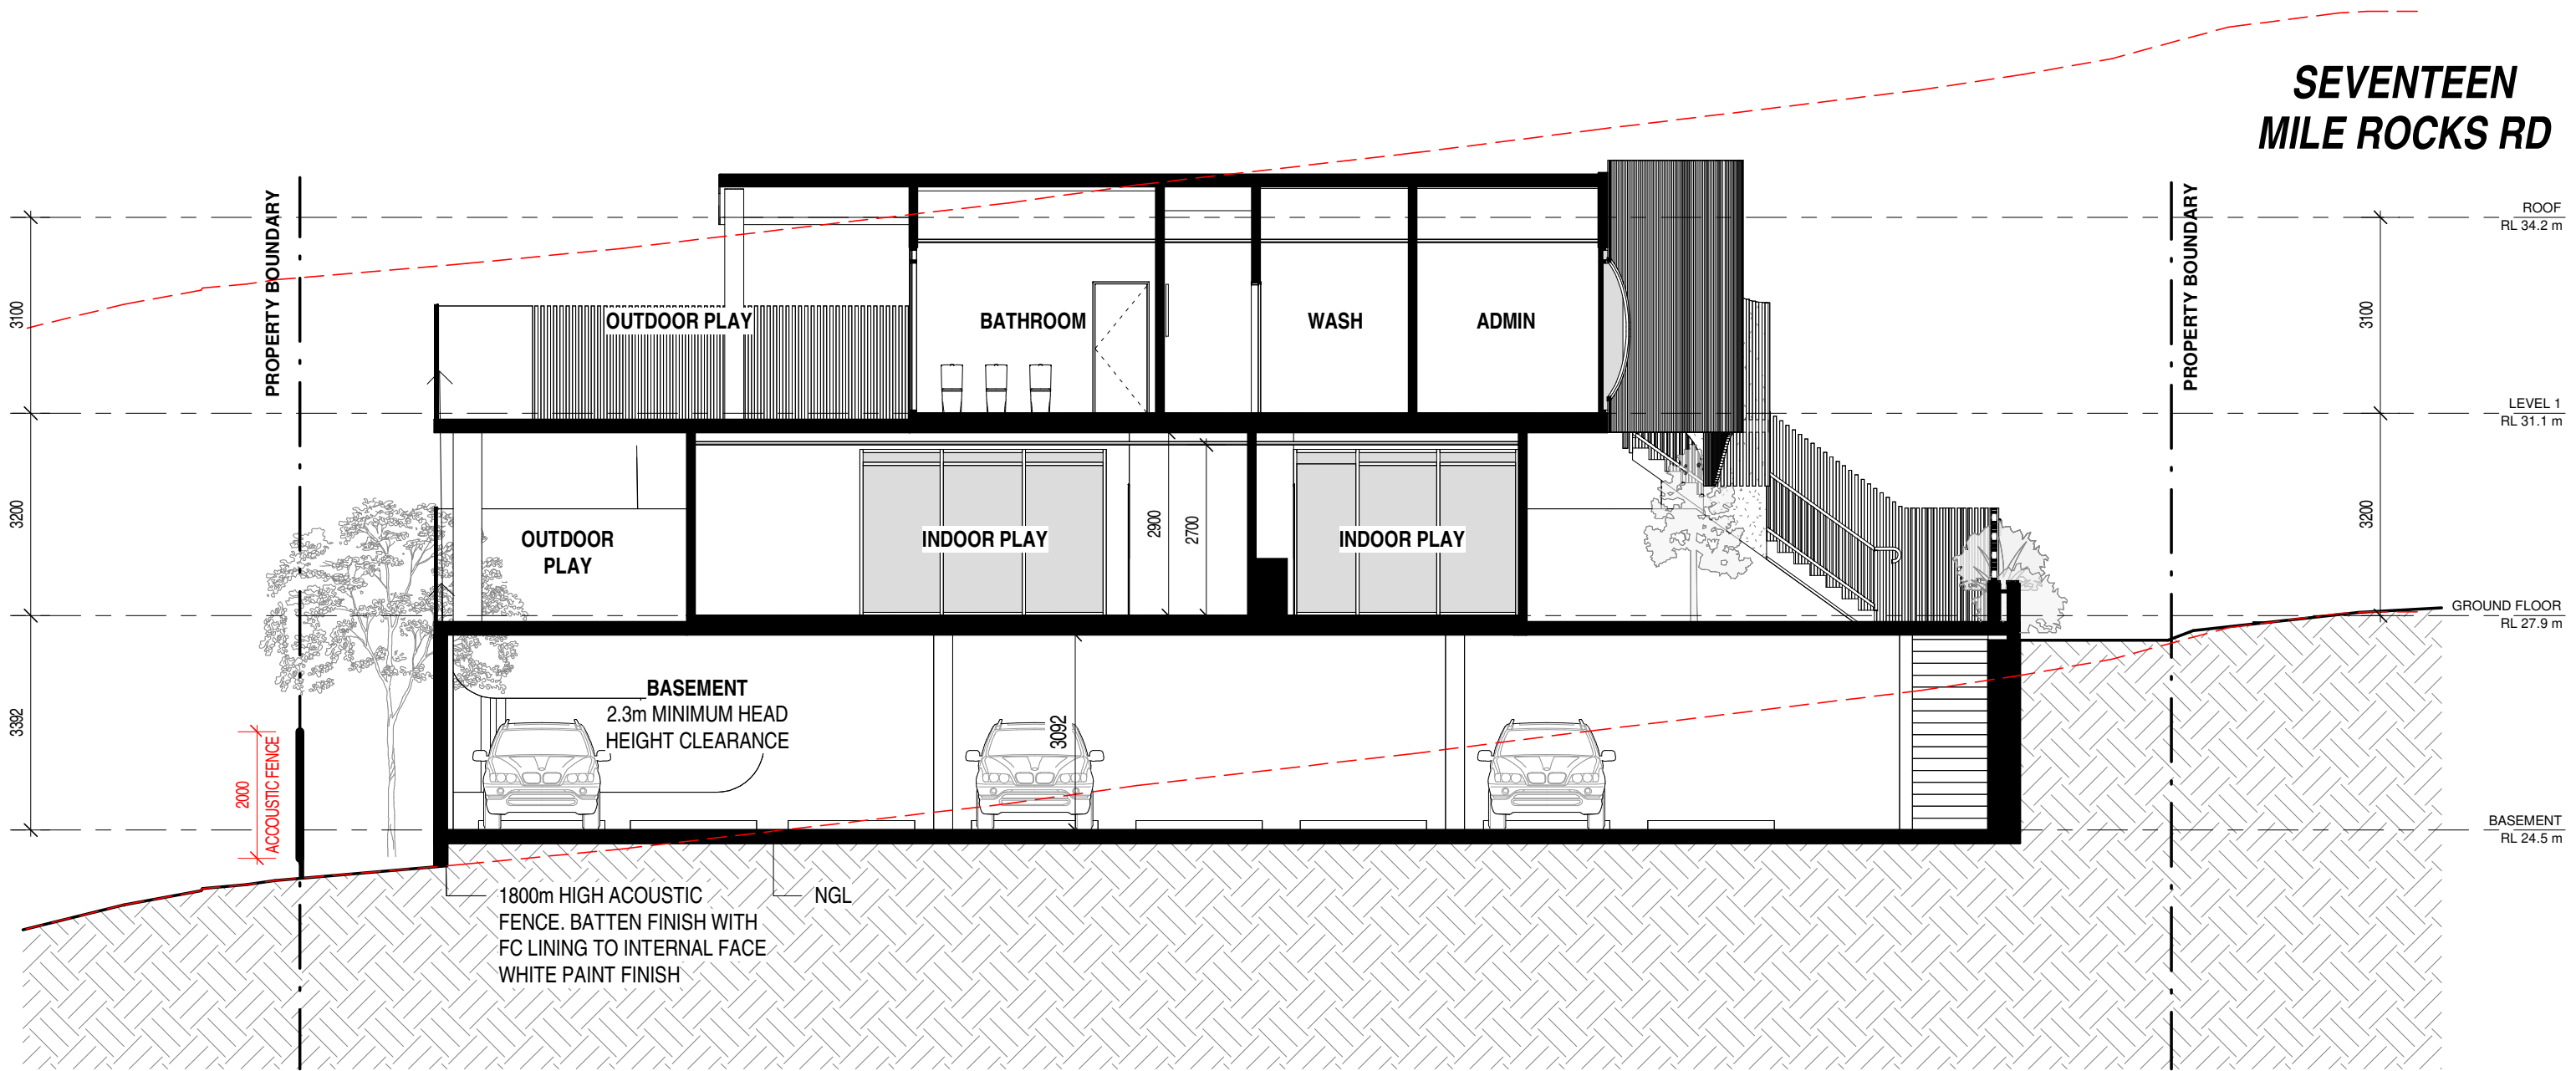 SEVENTEEN
MILE ROCKS RD
PROPERTY BOUNDARY
PROPERTY BOUNDARY
ROOF
RL 34.2 m
3100
3100
OUTDOOR PLAY
BATHROOM
WASH
ADMIN
LEVEL 1
RL 31.1 m
3200
3200
OUTDOOR
PLAY
INDOOR PLAY
2900
2700
INDOOR PLAY
GROUND FLOOR
RL 27.9 m
3392
BASEMENT
2.3m MINIMUM HEAD
HEIGHT CLEARANCE
3092
2000
ACCOUSTIC FENCE
BASEMENT
RL 24.5 m
1800m HIGH ACOUSTIC
FENCE. BATTEN FINISH WITH
FC LINING TO INTERNAL FACE
WHITE PAINT FINISH
NGL